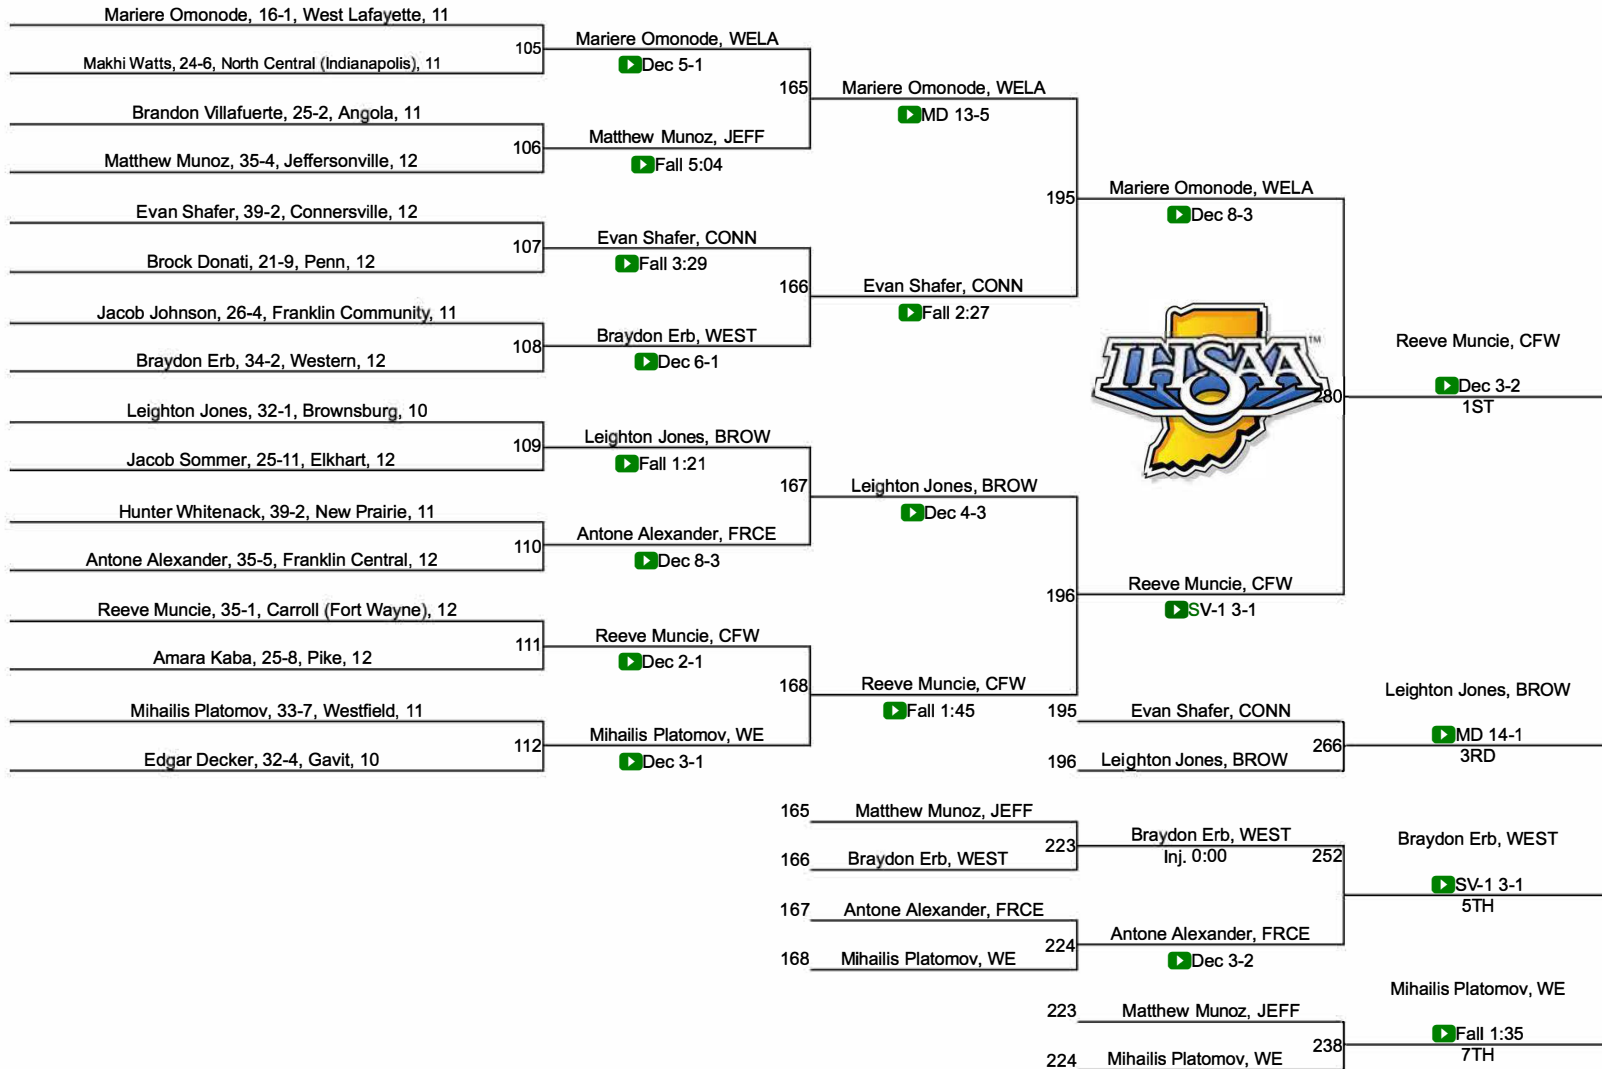 Mariere Omonode, 16-1, West Lafayette, 11
105
Makhi Watts, 24-6, North Central (Indianapolis), 11
Mariere Omonode, WELA
Dec 5-1
165
Brandon Villafuerte, 25-2, Angola, 11
106
Matthew Munoz, 35-4, Jeffersonville, 12
Matthew Munoz, JEFF
Fall 5:04
Mariere Omonode, WELA
MD 13-5
195
Evan Shafer, 39-2, Connersville, 12
107
Brock Donati, 21-9, Penn, 12
Evan Shafer, CONN
Fall 3:29
166
Jacob Johnson, 26-4, Franklin Community, 11
108
Braydon Erb, 34-2, Western, 12
Braydon Erb, WEST
Dec 6-1
Evan Shafer, CONN
Fall 2:27
Mariere Omonode, WELA
Dec 8-3
IHSAA
TM
280
Reeve Muncie, CFW
Dec 3-2
1ST
Leighton Jones, 32-1, Brownsburg, 10
109
Jacob Sommer, 25-11, Elkhart, 12
Leighton Jones, BROW
Fall 1:21
167
Hunter Whitenack, 39-2, New Prairie, 11
110
Antone Alexander, 35-5, Franklin Central, 12
Antone Alexander, FRCE
Dec 8-3
Leighton Jones, BROW
Dec 4-3
196
Reeve Muncie, 35-1, Carroll (Fort Wayne), 12
111
Amara Kaba, 25-8, Pike, 12
Reeve Muncie, CFW
Dec 2-1
168
Mihailis Platomov, 33-7, Westfield, 11
112
Edgar Decker, 32-4, Gavit, 10
Mihailis Platomov, WE
Dec 3-1
Reeve Muncie, CFW
Fall 1:45
Reeve Muncie, CFW
SV-1 3-1
195
Evan Shafer, CONN
266
196
Leighton Jones, BROW
Leighton Jones, BROW
MD 14-1
3RD
165
Matthew Munoz, JEFF
223
166
Braydon Erb, WEST
Braydon Erb, WEST
Inj. 0:00
252
167
Antone Alexander, FRCE
224
168
Mihailis Platomov, WE
Antone Alexander, FRCE
Dec 3-2
Braydon Erb, WEST
SV-1 3-1
5TH
223
Matthew Munoz, JEFF
238
224
Mihailis Platomov, WE
Mihailis Platomov, WE
Fall 1:35
7TH